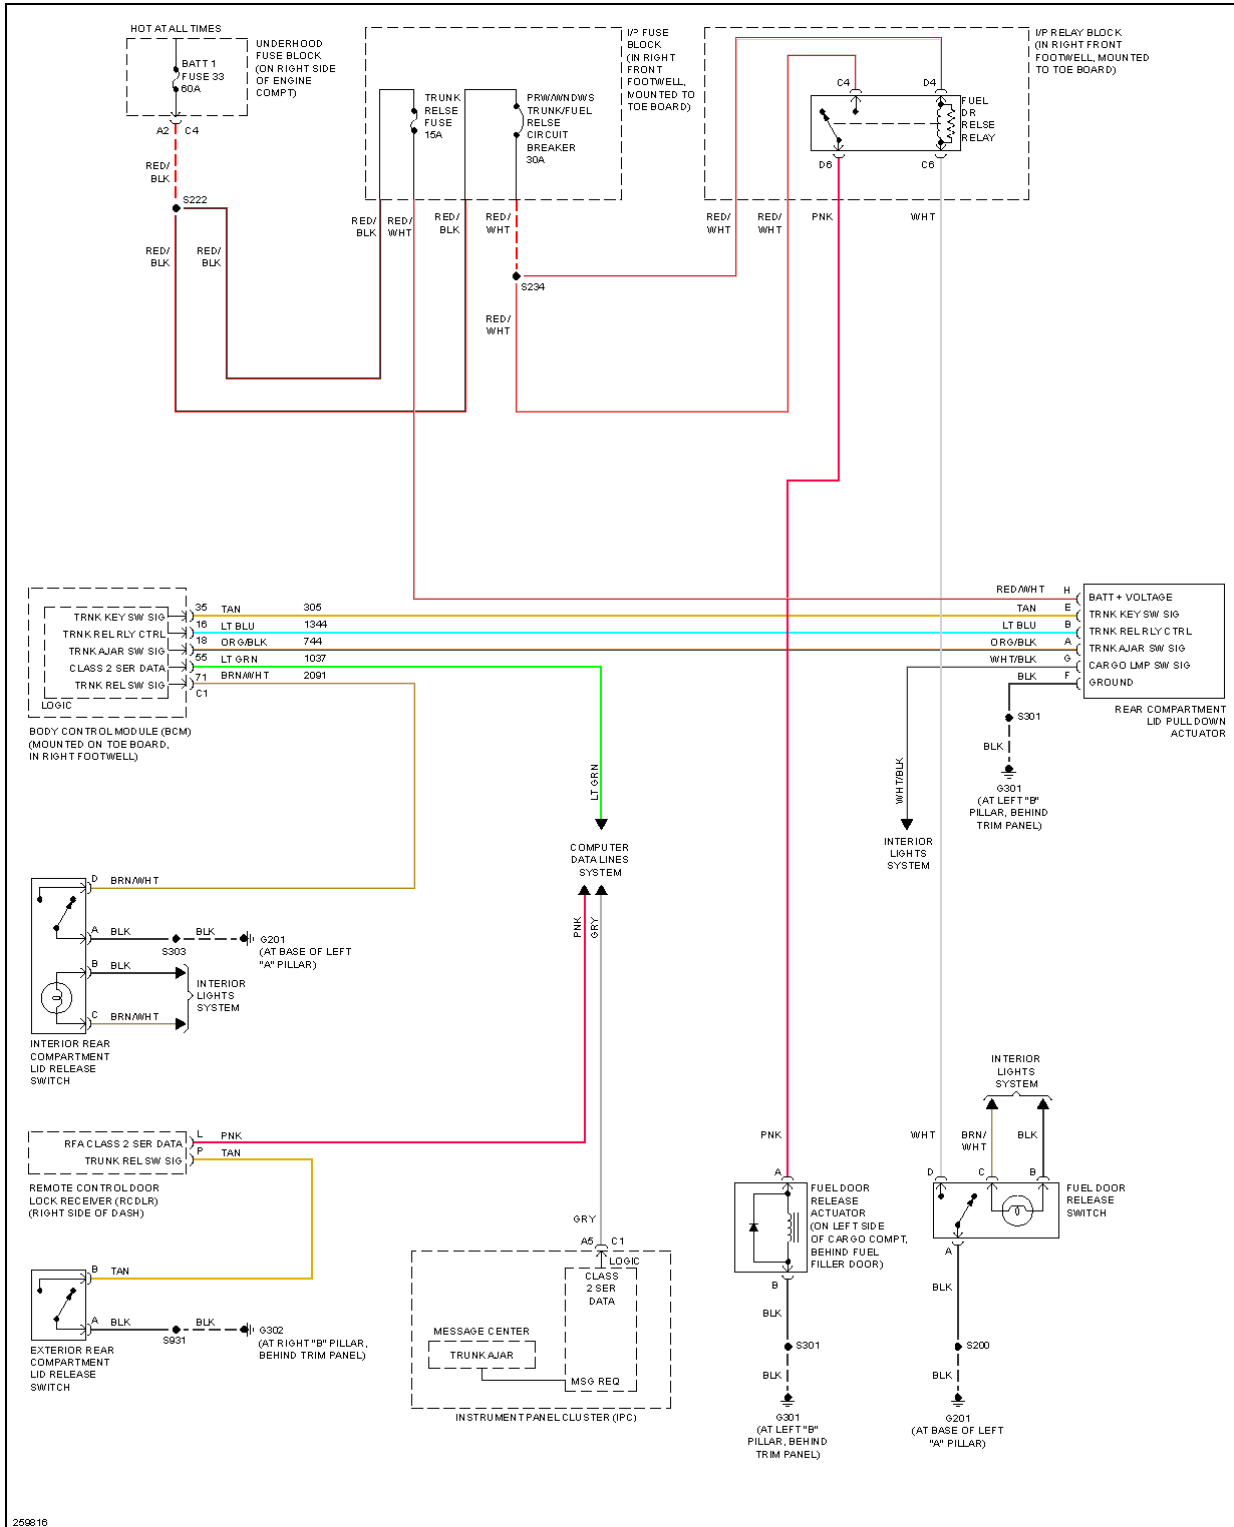 HOT AT ALL TIMES
BATT 1
FUSE 33
60A
UNDERHOOD
FUSE BLOCK
(ON RIGHT SIDE
OF ENGINE
COMPT)
A2 C4
RED/
BLK
S222
RED/
BLK
RED/
BLK
TRUNK
RELSE
FUSE
15A
PRW/WNDWS
TRUNK/FUEL
RELSE
CIRCUIT
BREAKER
30A
I/P FUSE
BLOCK
(IN RIGHT
FRONT
FOOTWELL,
MOUNTED TO
TOE BOARD)
RED/
BLK
RED/
WHT
RED/
BLK
RED/
WHT
S234
RED/
WHT
I/P RELAY BLOCK
(IN RIGHT FRONT
FOOTWELL, MOUNTED
TO TOE BOARD)
C4
D4
FUEL
DR
RELSE
RELAY
D6
C6
RED/
WHT
RED/
WHT
PNK
WHT
TRNK KEY SW SIG
TRNK REL RLY CTRL
TRNK AJAR SW SIG
CLASS 2 SER DATA
TRNK REL SW SIG
LOGIC
35 TAN 305
16 LT BLU 1344
18 ORG/BLK 744
55 LT GRN 1037
71 BRN/WHT 2091
C1
BODY CONTROL MODULE (BCM)
(MOUNTED ON TOE BOARD,
IN RIGHT FOOTWELL)
RED/WHT H BATT + VOLTAGE
TAN E TRNK KEY SW SIG
LT BLU B TRNK REL RLY CTRL
ORG/BLK A TRNK AJAR SW SIG
WHT/BLK G CARGO LMP SW SIG
BLK F GROUND
REAR COMPARTMENT
LID PULLDOWN
ACTUATOR
S301
BLK
G301
(AT LEFT "B"
PILLAR, BEHIND
TRIM PANEL)
LT GRN
WHT/BLK
COMPUTER
DATA LINES
SYSTEM
INTERIOR
LIGHTS
SYSTEM
PNK
GRY
D BRN/WHT
A BLK
S303
BLK
G201
(AT BASE OF LEFT
"A" PILLAR)
B BLK
C BRN/WHT
INTERIOR
LIGHTS
SYSTEM
INTERIOR REAR
COMPARTMENT
LID RELEASE
SWITCH
RFA CLASS 2 SER DATA
TRUNK REL SW SIG
L PNK
P TAN
REMOTE CONTROL DOOR
LOCK RECEIVER (RCDLR)
(RIGHT SIDE OF DASH)
B TAN
A BLK
S931
BLK
G302
(AT RIGHT "B" PILLAR,
BEHIND TRIM PANEL)
EXTERIOR REAR
COMPARTMENT
LID RELEASE
SWITCH
GRY
A5 C1
LOGIC
CLASS
2 SER
DATA
MESSAGE CENTER
TRUNK AJAR
MSG REQ
INSTRUMENT PANEL CLUSTER (IPC)
PNK
A
FUEL DOOR
RELEASE
ACTUATOR
(ON LEFT SIDE
OF CARGO COMPT,
BEHIND FUEL
FILLER DOOR)
B
BLK
S301
BLK
G301
(AT LEFT "B"
PILLAR, BEHIND
TRIM PANEL)
INTERIOR
LIGHTS
SYSTEM
WHT
BRN/
WHT
BLK
D
C
B
FUEL DOOR
RELEASE
SWITCH
A
BLK
S200
BLK
G201
(AT BASE OF LEFT
"A" PILLAR)
259816